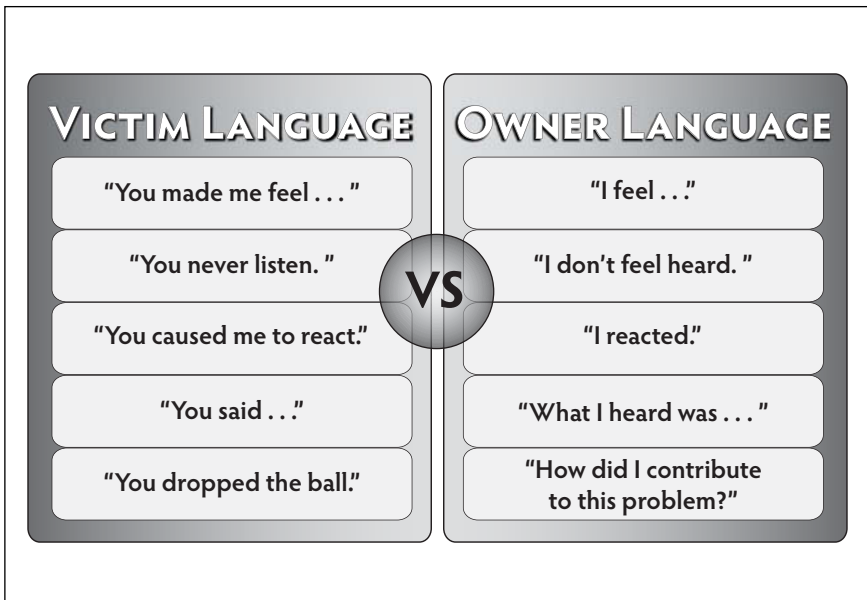 VICTIM LANGUAGE
"You made me feel . . . "
"You never listen. "
"You caused me to react."
"You said . . ."
"You dropped the ball."
VS
OWNER LANGUAGE
"I feel . . ."
"I don't feel heard. "
"I reacted."
"What I heard was . . . "
"How did I contribute
to this problem?"